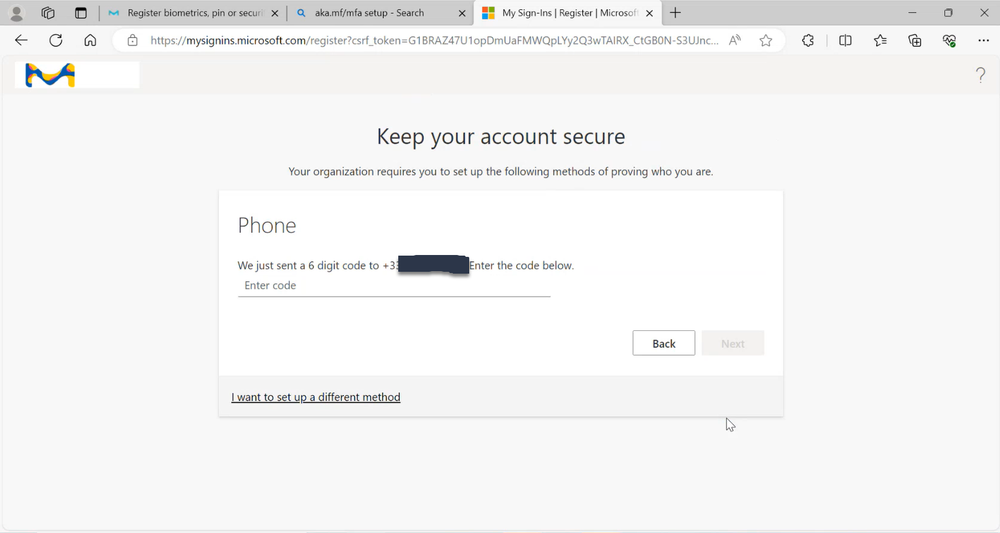 Register biometrics, pin or securi
aka.mf/mfa setup - Search
My Sign-Ins | Register | Microsoft
https://mysignins.microsoft.com/register?csrf_token=G1BRAZ47U1opDmUaFMWQpLYy2Q3wTAIRX_CtGB0N-S3UJnc...
?
Keep your account secure
Your organization requires you to set up the following methods of proving who you are.
Phone
We just sent a 6 digit code to +33 Enter the code below.
Enter code
Back
Next
I want to set up a different method